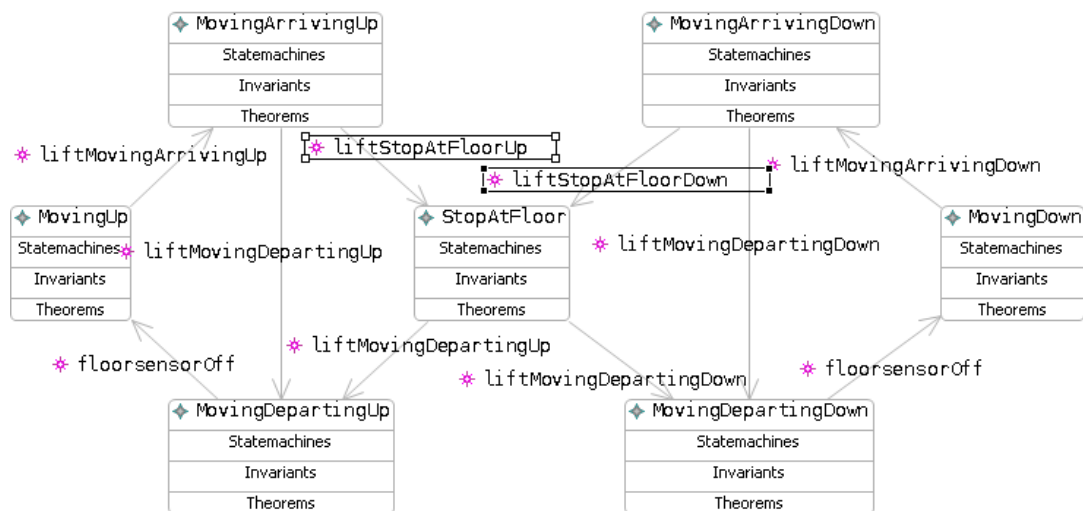 MovingArrivingUp
Statemachines
Invariants
Theorems
MovingArrivingDown
Statemachines
Invariants
Theorems
liftMovingArrivingUp
liftStopAtFloorUp
liftStopAtFloorDown
liftMovingArrivingDown
MovingUp
Statemachines
Invariants
Theorems
liftMovingDepartingUp
StopAtFloor
Statemachines
Invariants
Theorems
liftMovingDepartingDown
MovingDown
Statemachines
Invariants
Theorems
floorsensorOff
liftMovingDepartingUp
liftMovingDepartingDown
floorsensorOff
MovingDepartingUp
Statemachines
Invariants
Theorems
MovingDepartingDown
Statemachines
Invariants
Theorems